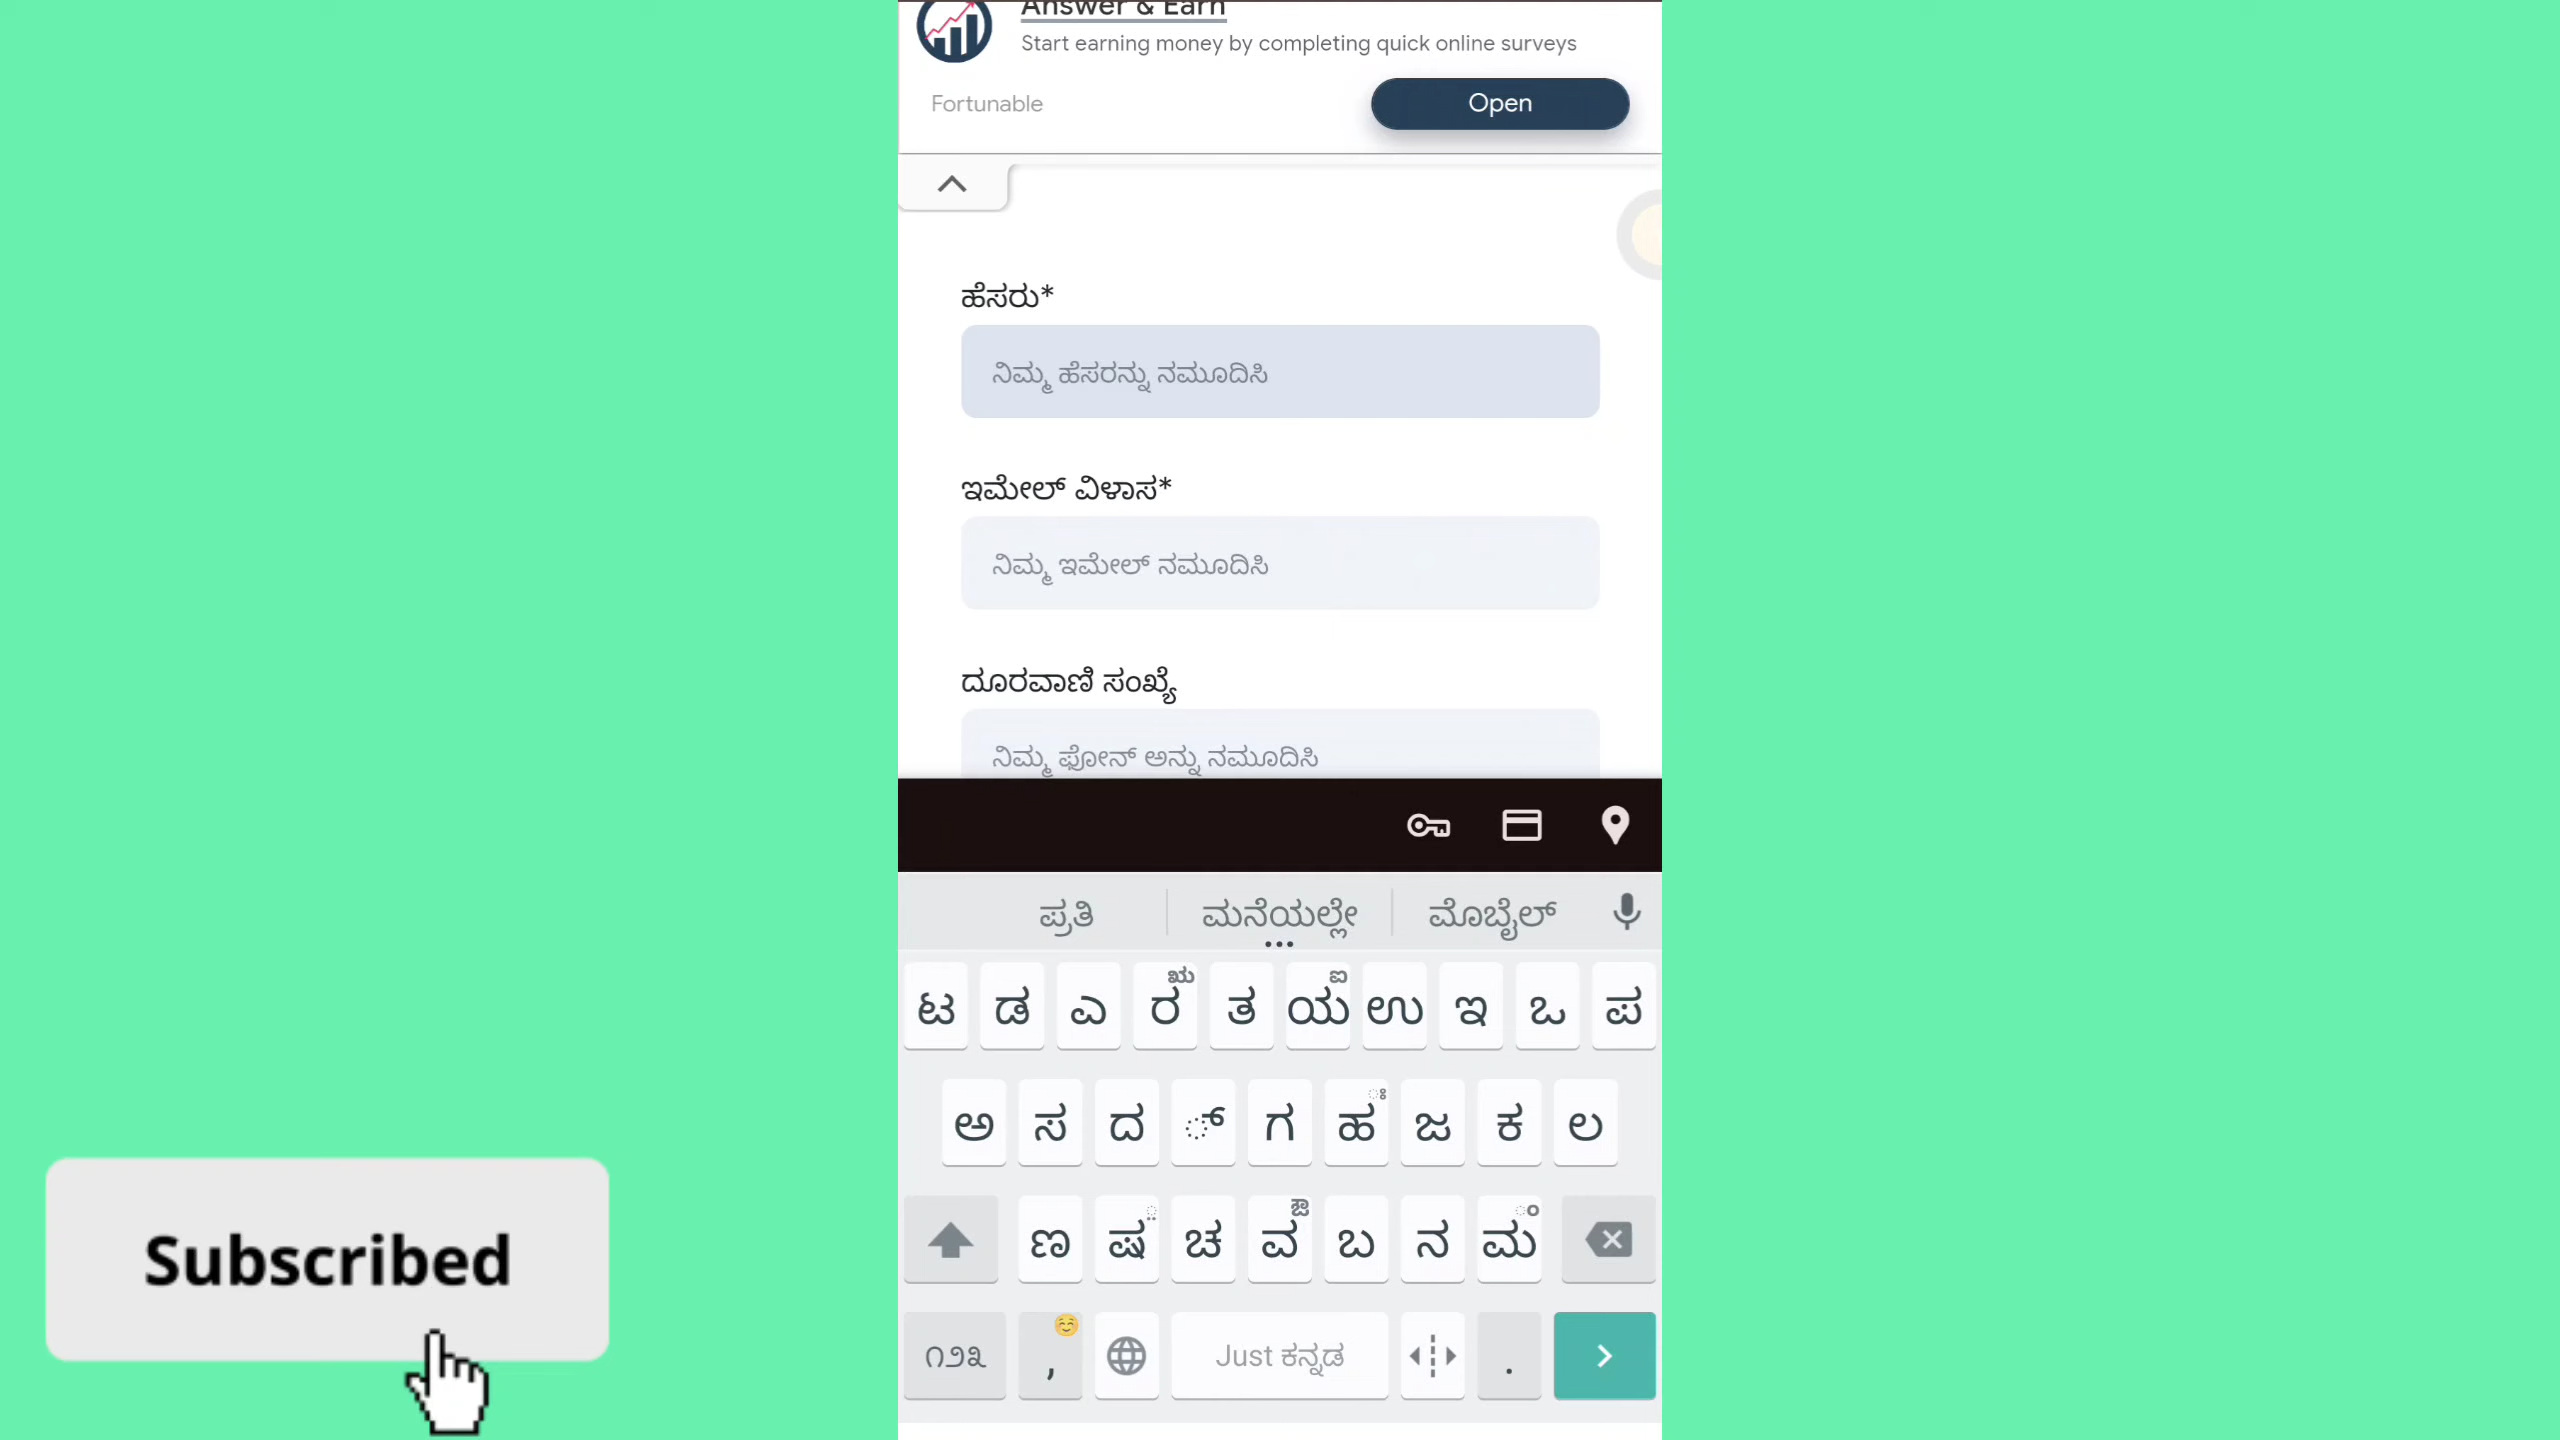 Answer & Earn
Start earning money by completing quick online surveys
Fortunable
Open
ಹೆಸರು*
ನಿಮ್ಮ ಹೆಸರನ್ನು ನಮೂದಿಸಿ
ಇಮೇಲ್ ವಿಳಾಸ*
ನಿಮ್ಮ ಇಮೇಲ್ ನಮೂದಿಸಿ
ದೂರವಾಣಿ ಸಂಖ್ಯೆ
ನಿಮ್ಮ ಫೋನ್ ಅನ್ನು ನಮೂದಿಸಿ
ಪ್ರತಿ ಮನೆಯಲ್ಲೇ ಮೊಬೈಲ್
ಋ ಐ
ಟ ಡ ಎ ರ ತ ಯ ಉ ಇ ಒ ಪ
ಃ
ಅ ಸ ದ ್ ಗ ಹ ಜ ಕ ಲ
಼ ಔ ಂ
ಣ ಷ ಚ ವ ಬ ನ ಮ
೧೨೩ , Just ಕನ್ನಡ .
Subscribed